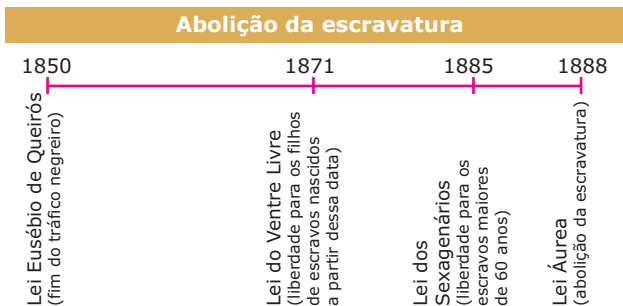 Abolição da escravatura
1850
1871
1885
1888
Lei Eusébio de Queirós
(fim do tráfico negreiro)
Lei do Ventre Livre
(liberdade para os filhos
de escravos nascidos
a partir dessa data)
Lei dos
Sexagenários
(liberdade para os
escravos maiores
de 60 anos)
Lei Áurea
(abolição da escravatura)